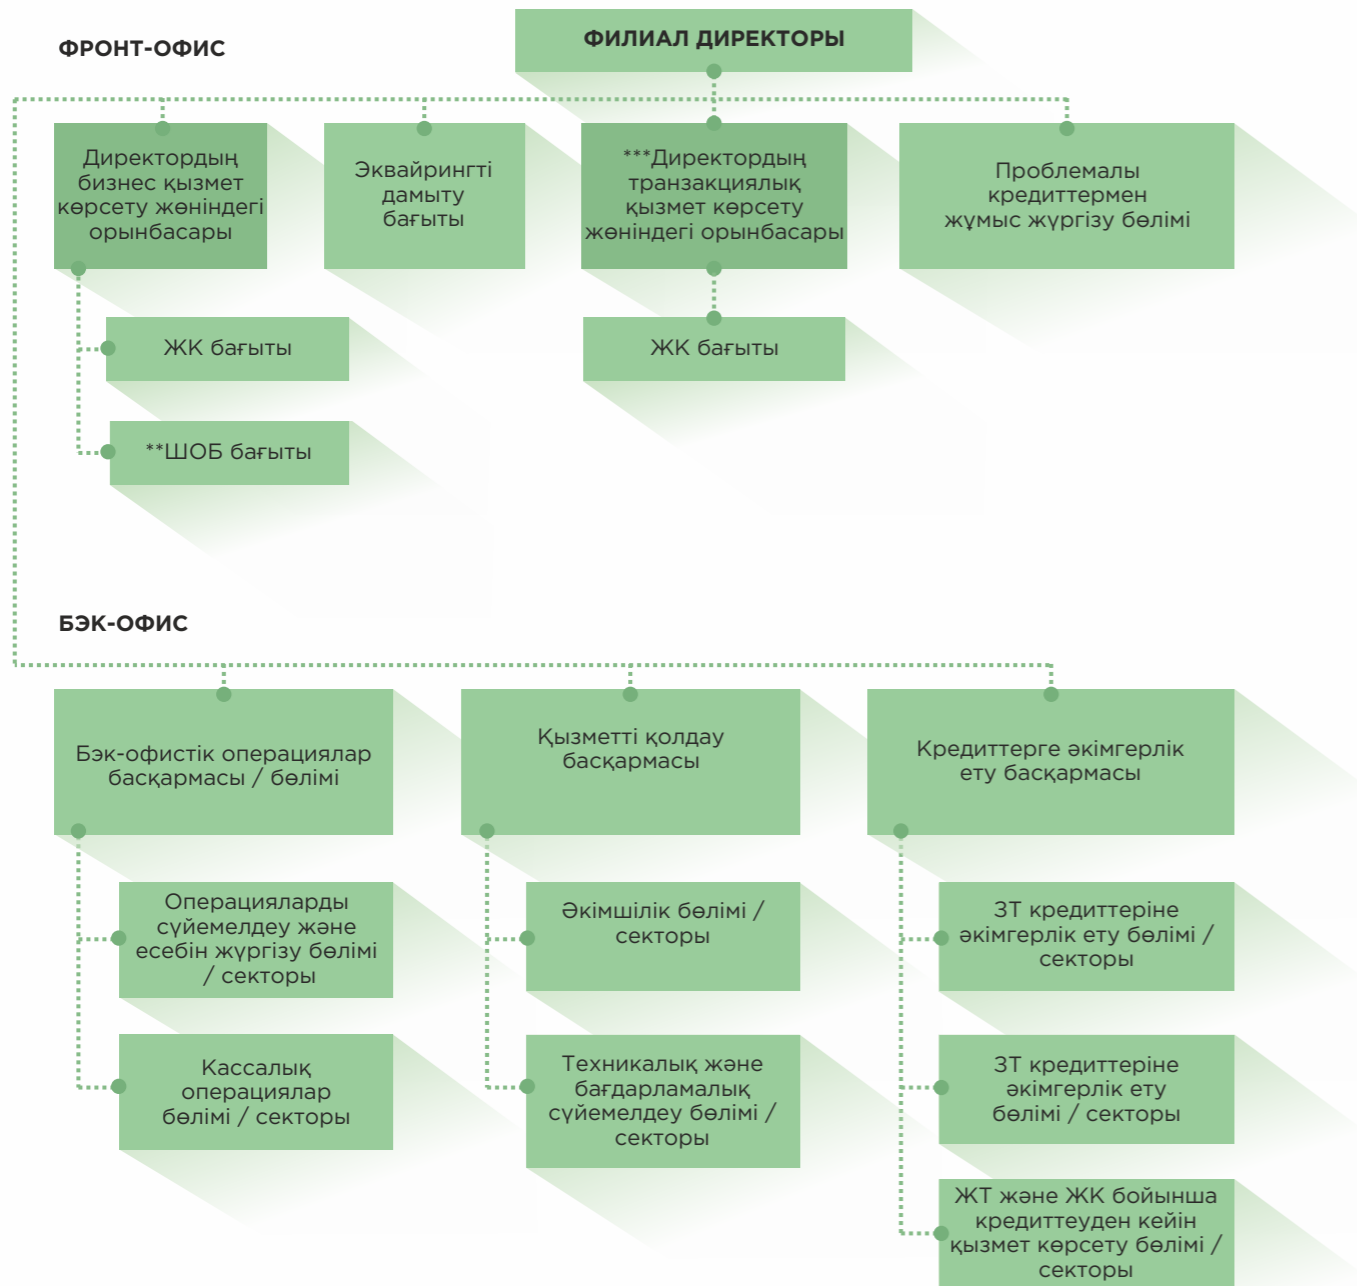 ФРОНТ-ОФИС
ФИЛИАЛ ДИРЕКТОРЫ
Директордың
бизнес қызмет
көрсету жөніндегі
орынбасары
Эквайрингті
дамыту
бағыты
***Директордың
транзакциялық
қызмет көрсету
жөніндегі орынбасары
Проблемалы
кредиттермен
жұмыс жүргізу бөлімі
ЖК бағыты
ЖК бағыты
**ШОБ бағыты
БЭК-ОФИС
Бэк-офистік операциялар
басқармасы / бөлімі
Қызметті қолдау
басқармасы
Кредиттерге әкімгерлік
ету басқармасы
Операцияларды
сүйемелдеу және
есебін жүргізу бөлімі
/ секторы
Әкімшілік бөлімі /
секторы
ЗТ кредиттеріне
әкімгерлік ету бөлімі /
секторы
Кассалық
операциялар
бөлімі / секторы
Техникалық және
бағдарламалық
сүйемелдеу бөлімі /
секторы
ЗТ кредиттеріне
әкімгерлік ету
бөлімі / секторы
ЖТ және ЖК бойынша
кредиттеуден кейін
қызмет көрсету бөлімі /
секторы